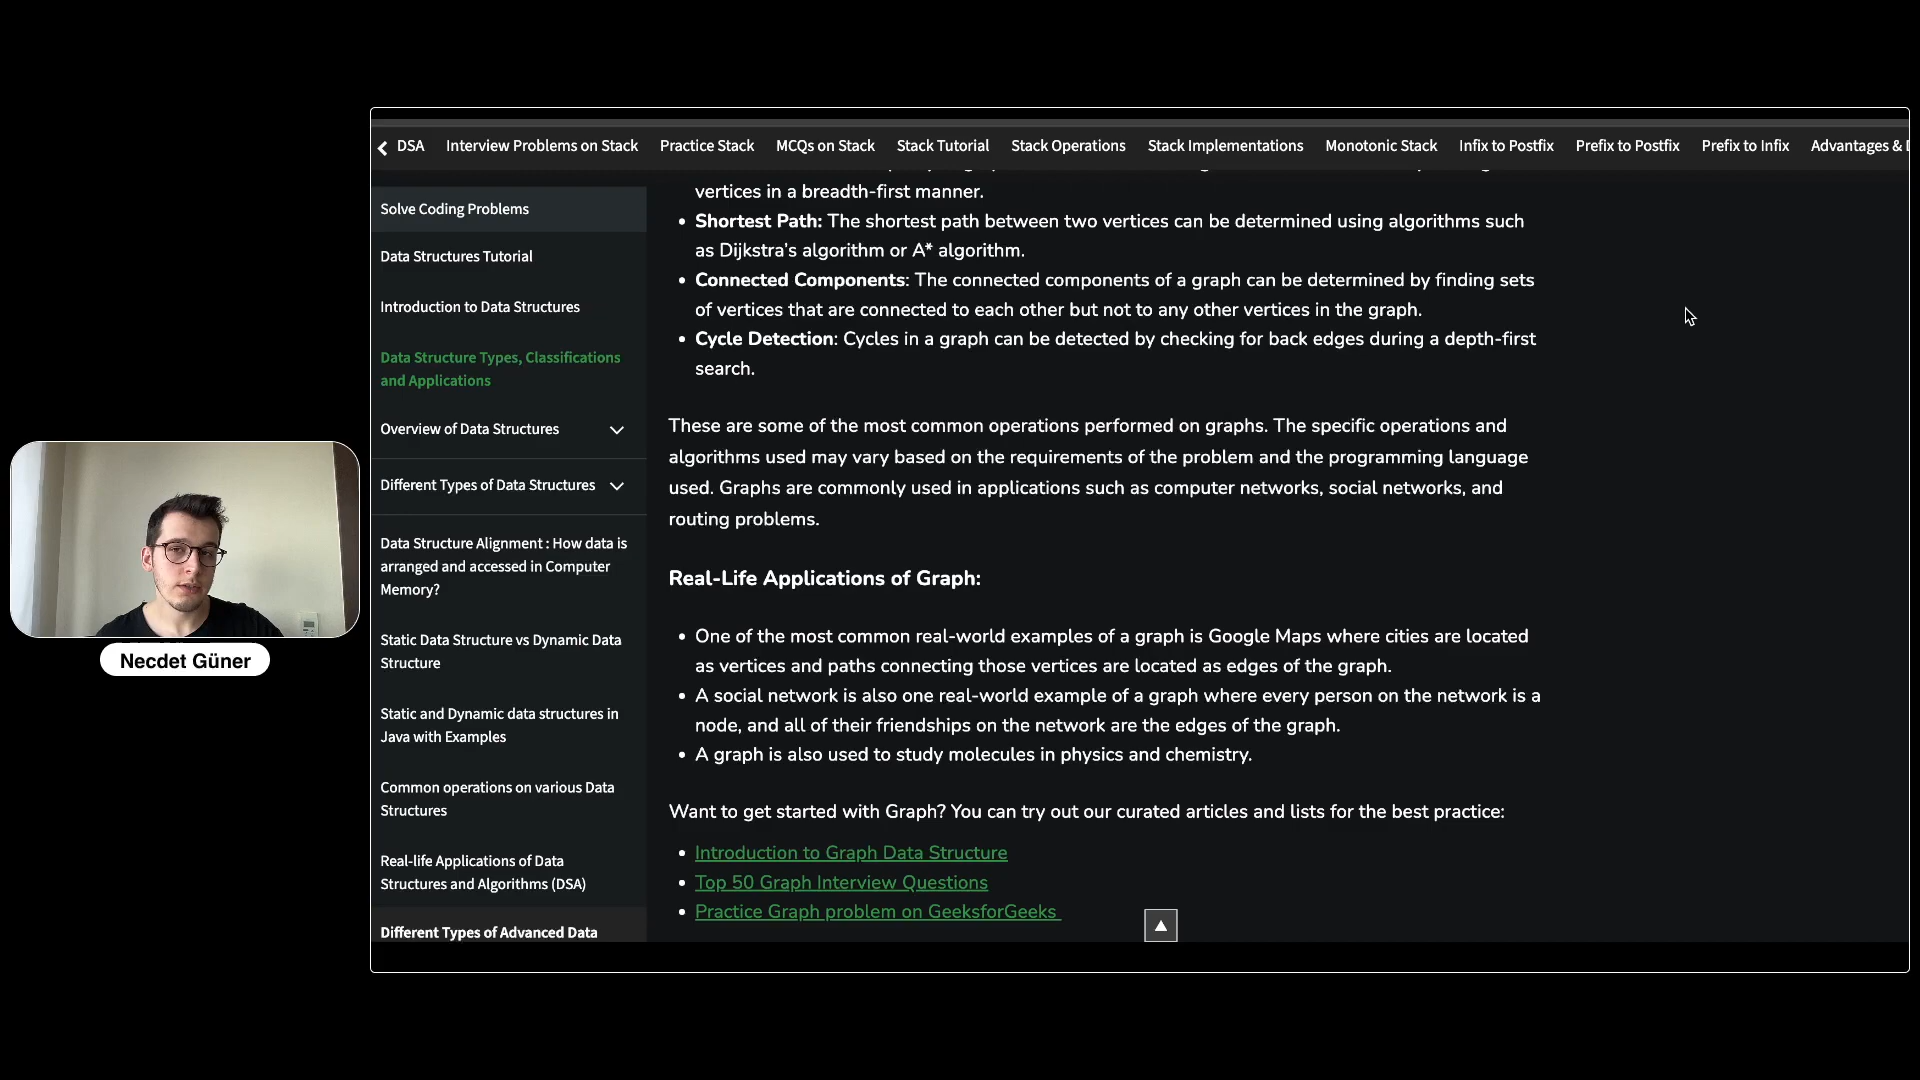 DSA Interview Problems on Stack Practice Stack MCQs on Stack Stack Tutorial Stack Operations Stack Implementations Monotonic Stack Infix to Postfix Prefix to Postfix Prefix to Infix Advantages &
Solve Coding Problems
Data Structures Tutorial
Introduction to Data Structures
Data Structure Types, Classifications
and Applications
Overview of Data Structures
Different Types of Data Structures
Data Structure Alignment : How data is
arranged and accessed in Computer
Memory?
Static Data Structure vs Dynamic Data
Structure
Static and Dynamic data structures in
Java with Examples
Common operations on various Data
Structures
Real-life Applications of Data
Structures and Algorithms (DSA)
Different Types of Advanced Data
vertices in a breadth-first manner.
• Shortest Path: The shortest path between two vertices can be determined using algorithms such
as Dijkstra’s algorithm or A* algorithm.
• Connected Components: The connected components of a graph can be determined by finding sets
of vertices that are connected to each other but not to any other vertices in the graph.
• Cycle Detection: Cycles in a graph can be detected by checking for back edges during a depth-first
search.
These are some of the most common operations performed on graphs. The specific operations and
algorithms used may vary based on the requirements of the problem and the programming language
used. Graphs are commonly used in applications such as computer networks, social networks, and
routing problems.
Real-Life Applications of Graph:
• One of the most common real-world examples of a graph is Google Maps where cities are located
as vertices and paths connecting those vertices are located as edges of the graph.
• A social network is also one real-world example of a graph where every person on the network is a
node, and all of their friendships on the network are the edges of the graph.
• A graph is also used to study molecules in physics and chemistry.
Want to get started with Graph? You can try out our curated articles and lists for the best practice:
• Introduction to Graph Data Structure
• Top 50 Graph Interview Questions
• Practice Graph problem on GeeksforGeeks
Necdet Güner